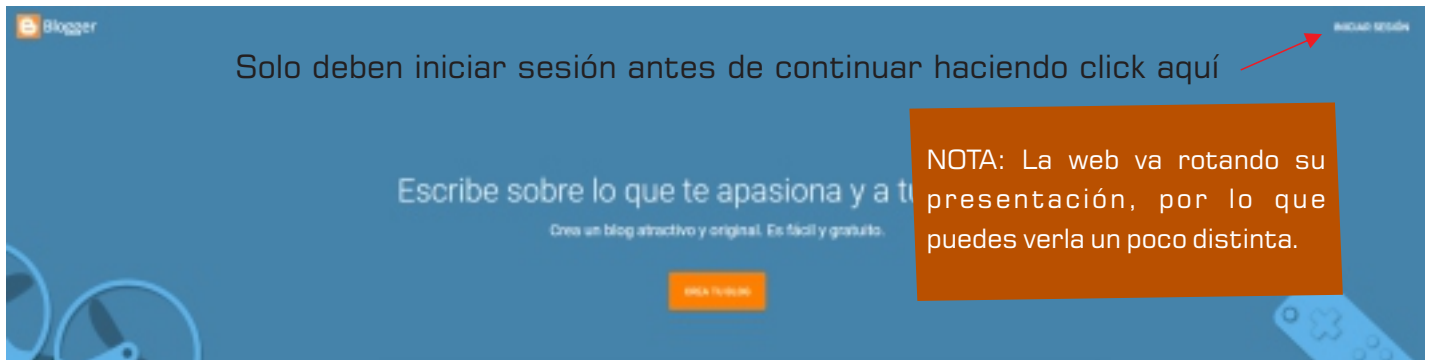 Blogger
INICIAR SESIÓN
Solo deben iniciar sesión antes de continuar haciendo click aquí
Escribe sobre lo que te apasiona y a tu
Crea un blog atractivo y original. Es fácil y gratuito.
CREA TU BLOG
NOTA: La web va rotando su
presentación, por lo que
puedes verla un poco distinta.